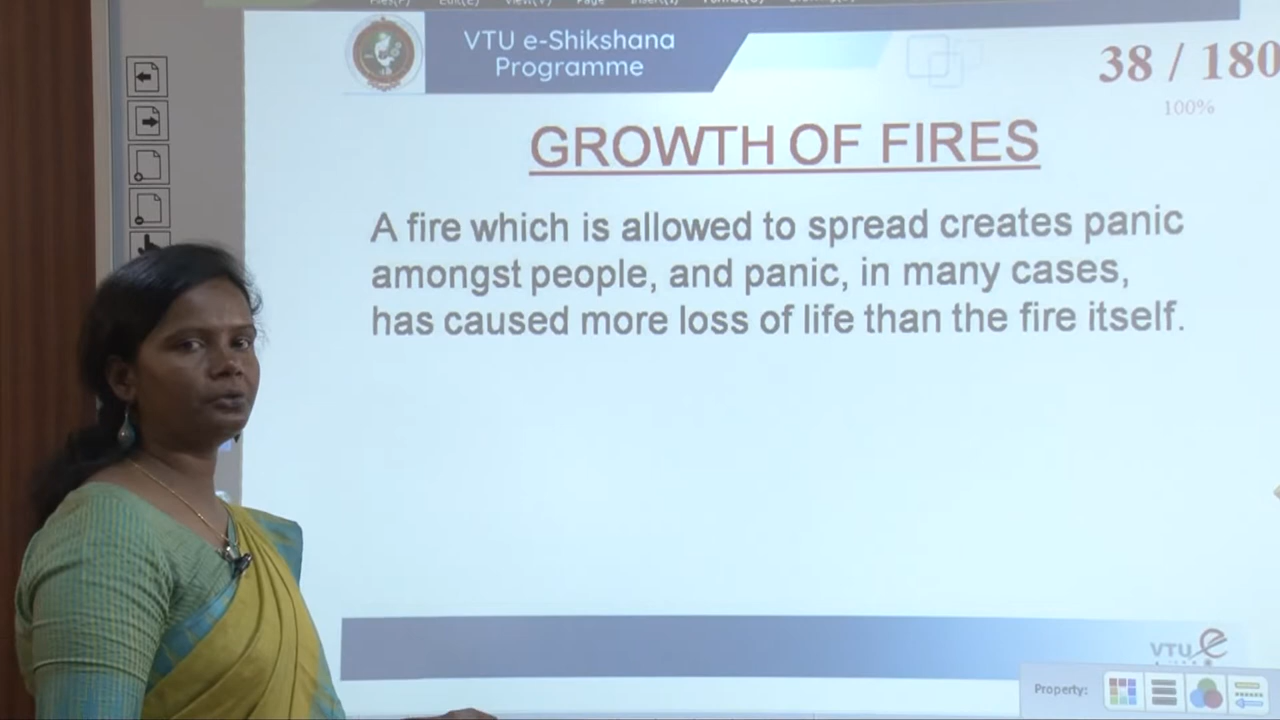 VTU e-Shikshana
Programme
38 / 180
100%
GROWTH OF FIRES
A fire which is allowed to spread creates panic
amongst people, and panic, in many cases,
has caused more loss of life than the fire itself.
VTU e
Property: